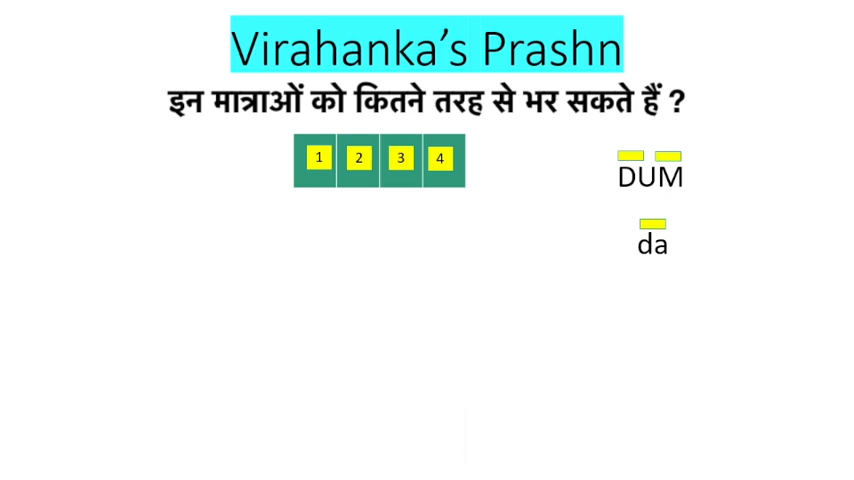 Virahanka’s Prashn
इन मात्राओं को कितने तरह से भर सकते हैं ?
1 2 3 4
DUM
da